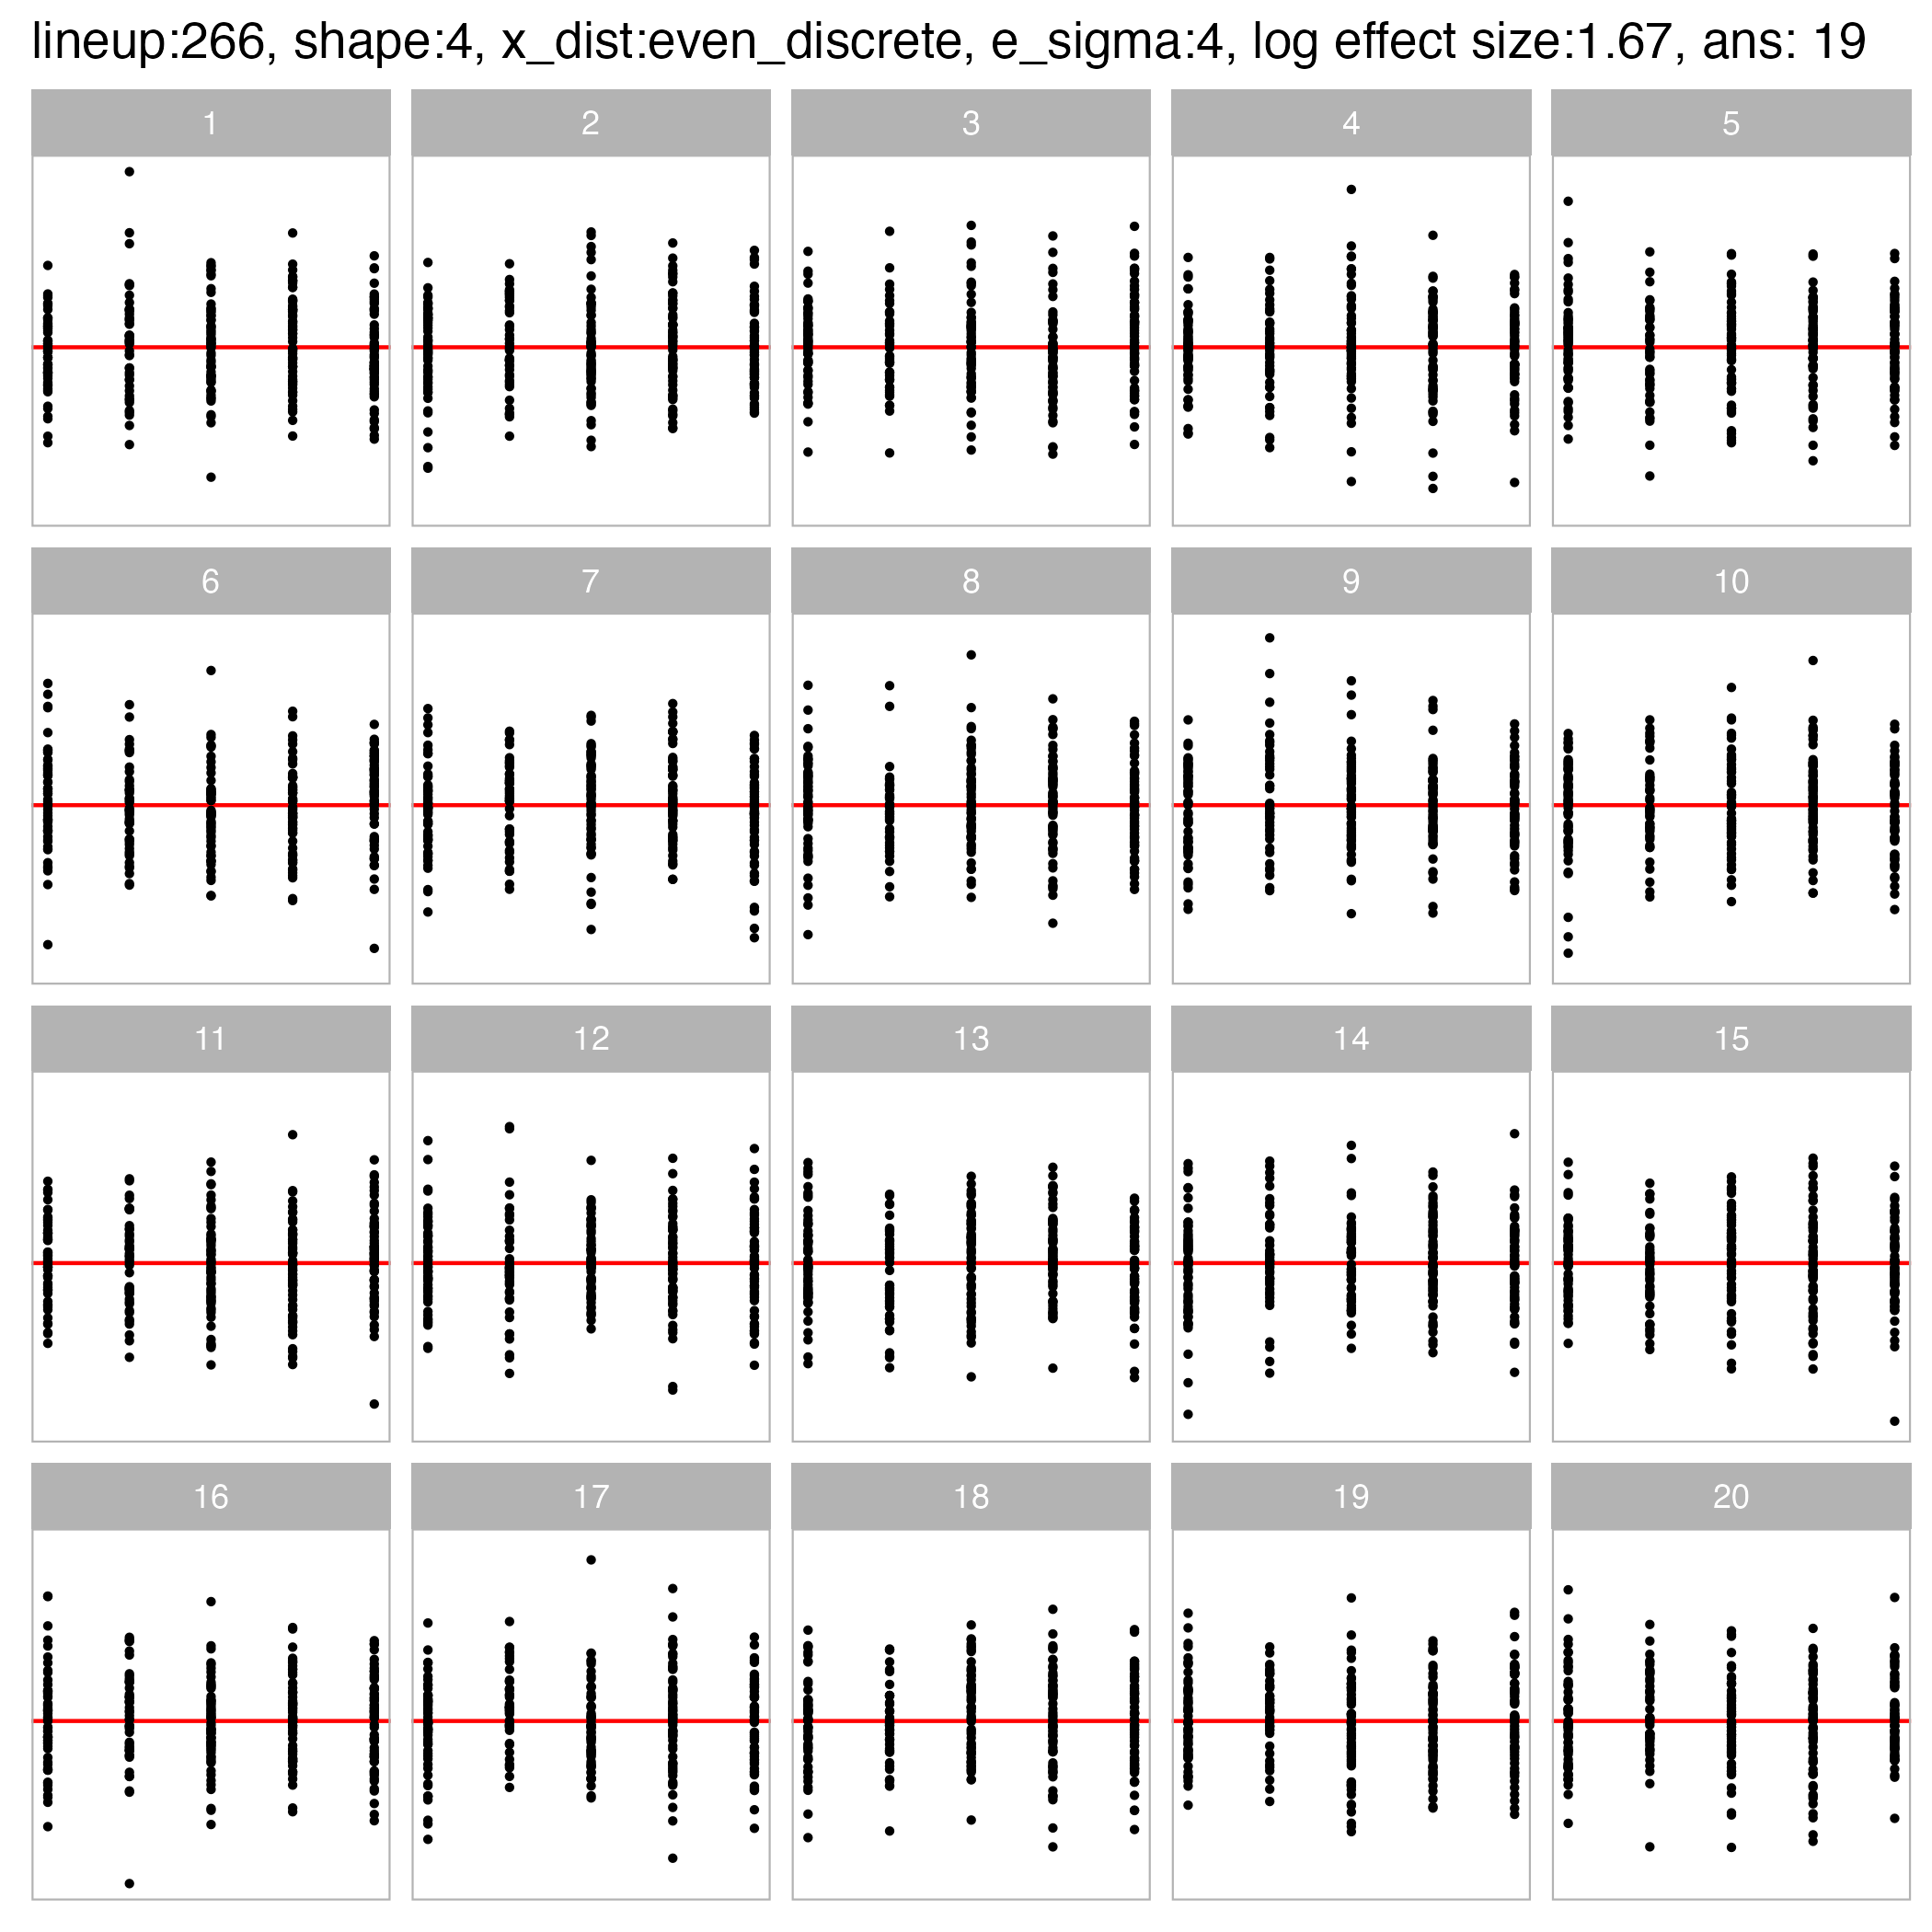 lineup:266, shape:4, x_dist:even_discrete, e_sigma:4, log effect size:1.67, ans: 19
1 2 3 4 5
6 7 8 9 10
11 12 13 14 15
16 17 18 19 20